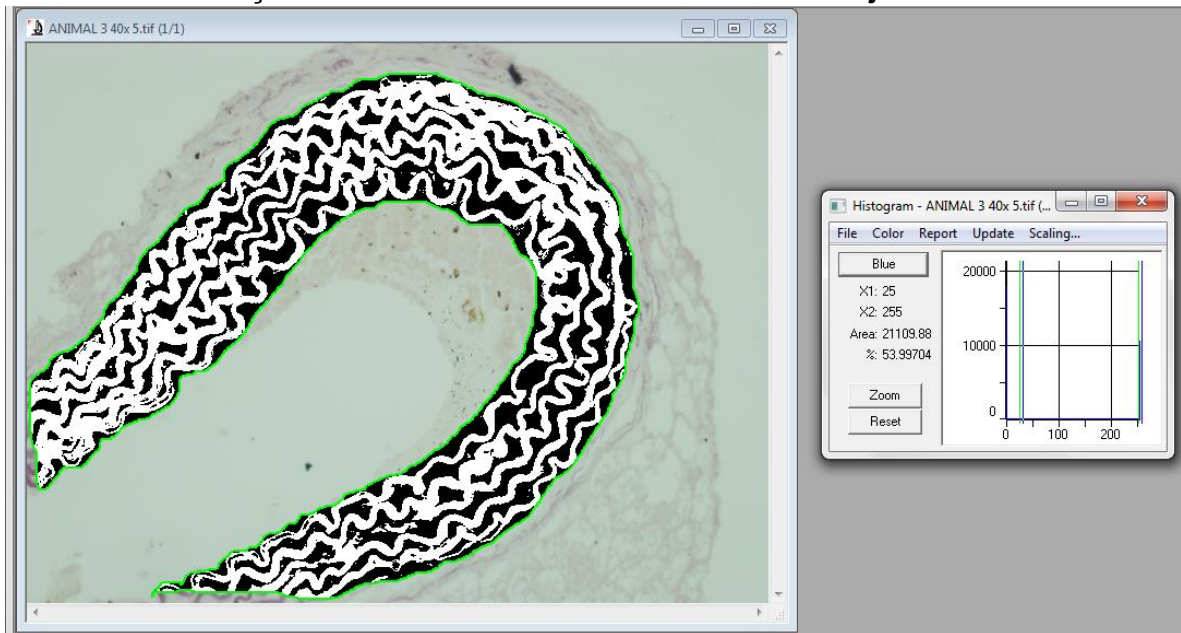 ANIMAL 3 40x 5.tif (1/1)
Histogram - ANIMAL 3 40x 5.tif (...
File Color Report Update Scaling...
Blue
X1: 25
X2: 255
Area: 21109.88
%: 53.99704
Zoom
Reset
20000
10000
0
0 100 200